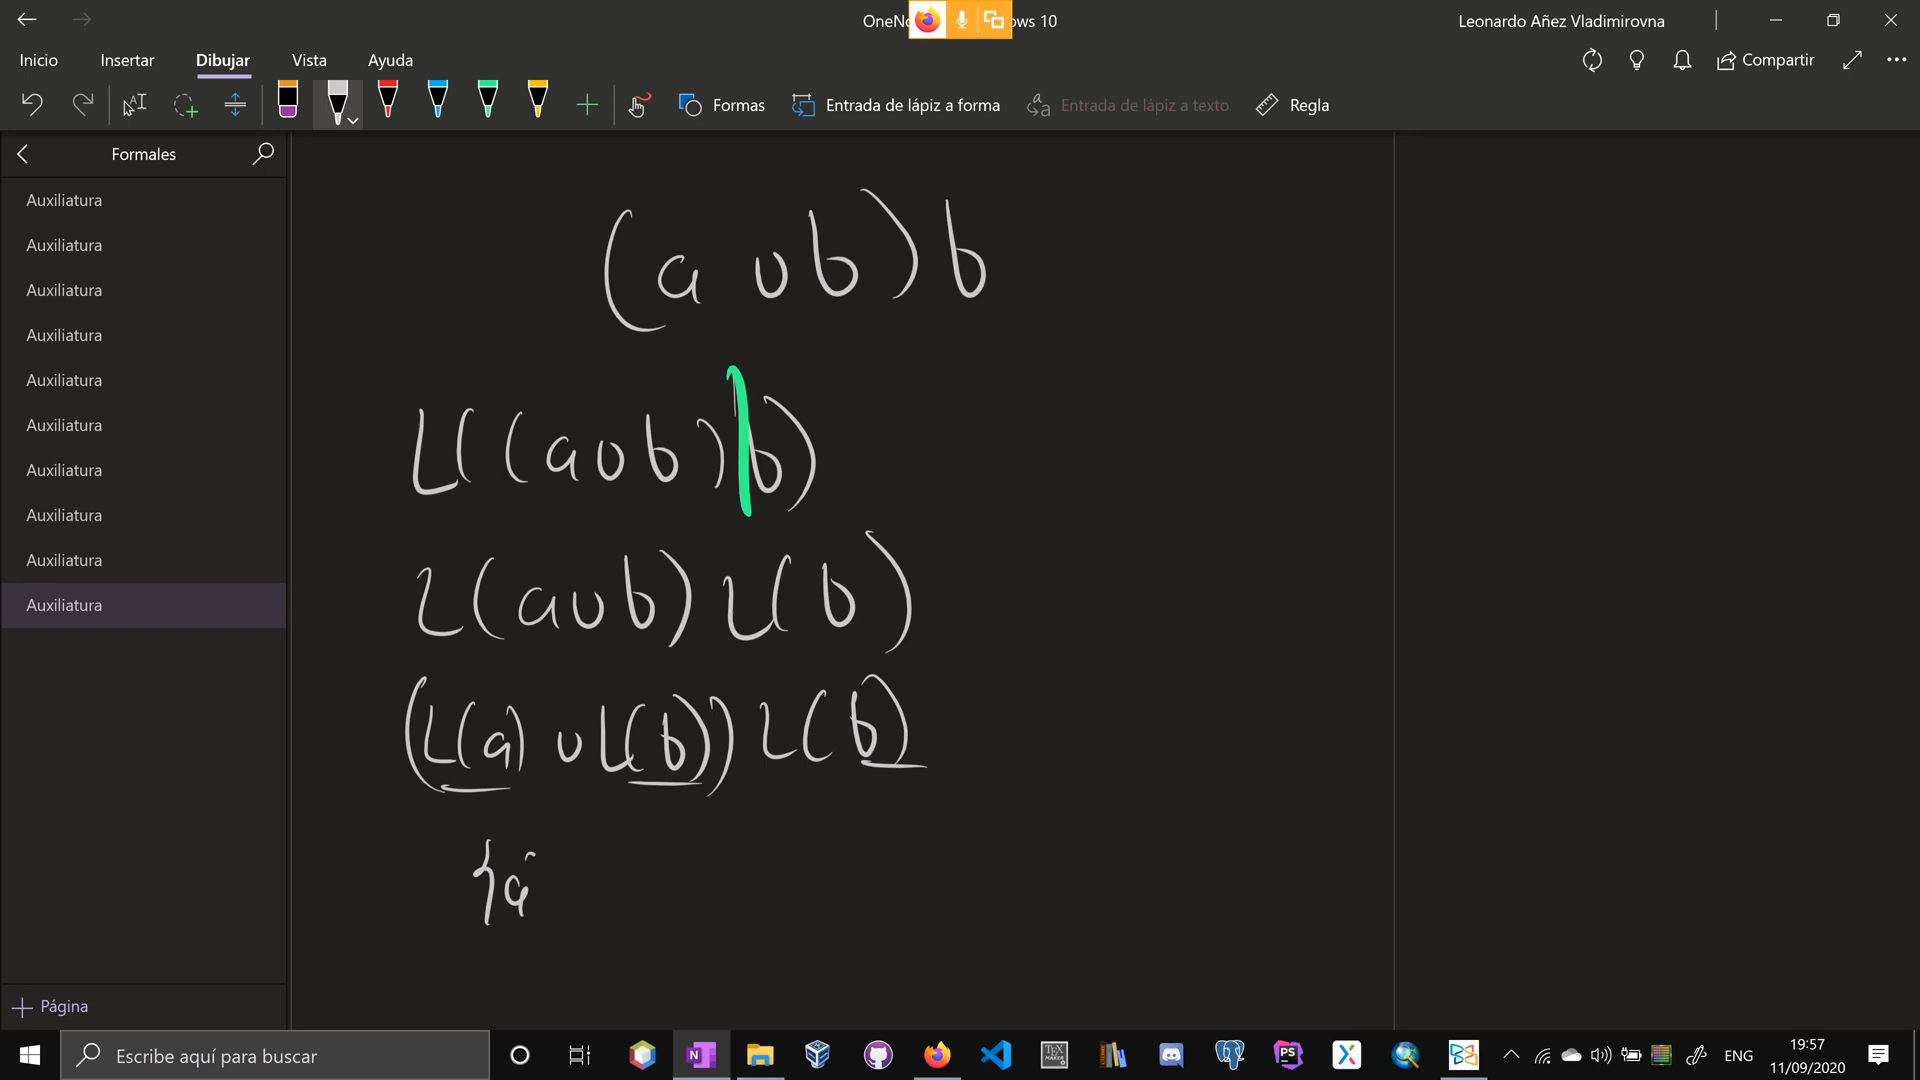 OneNo
ows 10
Leonardo Añez Vladimirovna
Inicio
Insertar
Dibujar
Vista
Ayuda
Compartir
Formas
Entrada de lápiz a forma
Entrada de lápiz a texto
Regla
Formales
Auxiliatura
Auxiliatura
Auxiliatura
Auxiliatura
Auxiliatura
Auxiliatura
Auxiliatura
Auxiliatura
Auxiliatura
Auxiliatura
(a ∪ b) b
L((a∪b)b)
L(a∪b) L(b)
(L(a) ∪ L(b)) L(b)
{a
Página
Escribe aquí para buscar
ENG
19:57
11/09/2020